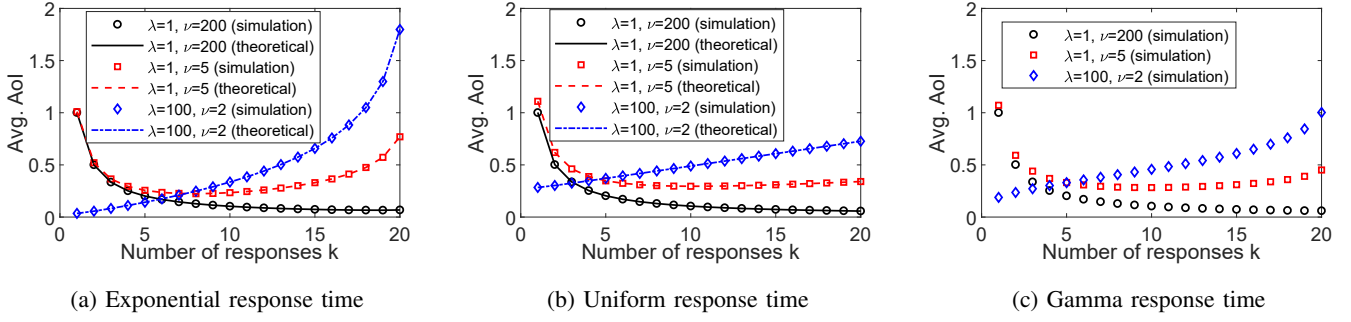 Avg. AoI
2
1.5
1
0.5
0
0 5 10 15 20
Number of responses k
λ=1, ν=200 (simulation)
λ=1, ν=200 (theoretical)
λ=1, ν=5 (simulation)
λ=1, ν=5 (theoretical)
λ=100, ν=2 (simulation)
λ=100, ν=2 (theoretical)
(a) Exponential response time
Avg. AoI
2
1.5
1
0.5
0
0 5 10 15 20
Number of responses k
λ=1, ν=200 (simulation)
λ=1, ν=200 (theoretical)
λ=1, ν=5 (simulation)
λ=1, ν=5 (theoretical)
λ=100, ν=2 (simulation)
λ=100, ν=2 (theoretical)
(b) Uniform response time
Avg. AoI
2
1.5
1
0.5
0
0 5 10 15 20
Number of responses k
λ=1, ν=200 (simulation)
λ=1, ν=5 (simulation)
λ=100, ν=2 (simulation)
(c) Gamma response time